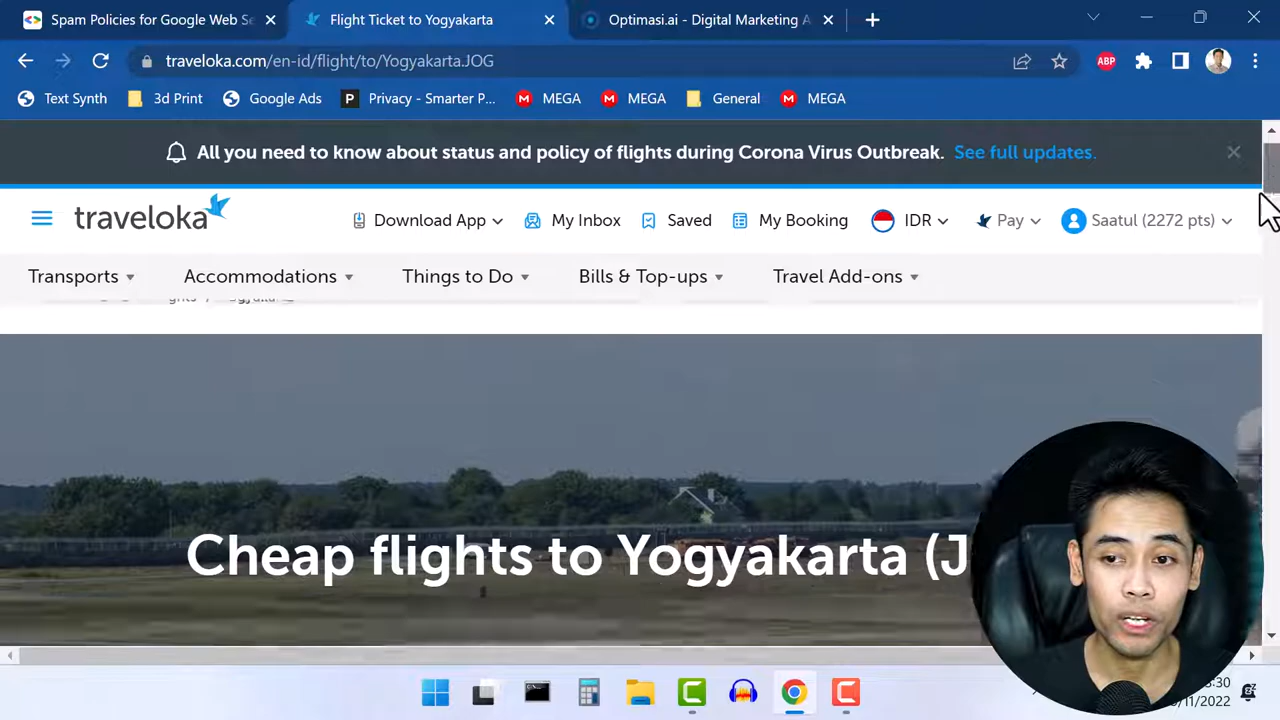 Spam Policies for Google Web Se
Flight Ticket to Yogyakarta
Optimasi.ai - Digital Marketing A
traveloka.com/en-id/flight/to/Yogyakarta.JOG
ABP
Text Synth
3d Print
Google Ads
P
Privacy - Smarter P...
M
MEGA
M
MEGA
General
M
MEGA
All you need to know about status and policy of flights during Corona Virus Outbreak. See full updates.
traveloka
Download App
My Inbox
Saved
My Booking
IDR
Pay
Saatul (2272 pts)
Transports
Accommodations
Things to Do
Bills & Top-ups
Travel Add-ons
Cheap flights to Yogyakarta (J
:30
/11/2022